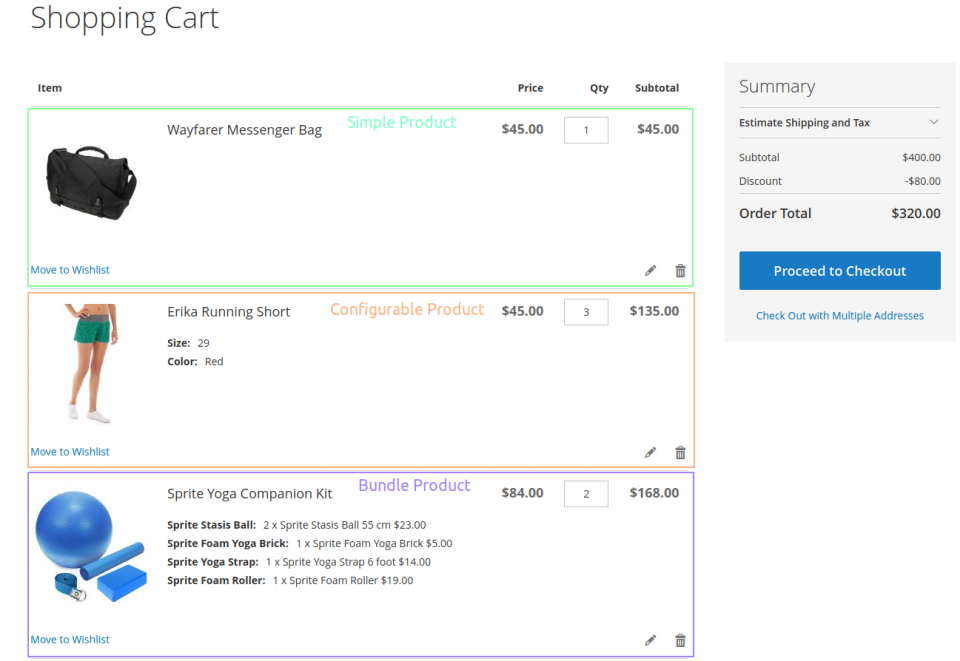 Shopping Cart
Item Price Qty Subtotal
Wayfarer Messenger Bag Simple Product $45.00 1 $45.00
Move to Wishlist
Erika Running Short Configurable Product $45.00 3 $135.00
Size: 29
Color: Red
Move to Wishlist
Sprite Yoga Companion Kit Bundle Product $84.00 2 $168.00
Sprite Stasis Ball: 2 x Sprite Stasis Ball 55 cm $23.00
Sprite Foam Yoga Brick: 1 x Sprite Foam Yoga Brick $5.00
Sprite Yoga Strap: 1 x Sprite Yoga Strap 6 foot $14.00
Sprite Foam Roller: 1 x Sprite Foam Roller $19.00
Move to Wishlist
Summary
Estimate Shipping and Tax
Subtotal $400.00
Discount -$80.00
Order Total $320.00
Proceed to Checkout
Check Out with Multiple Addresses